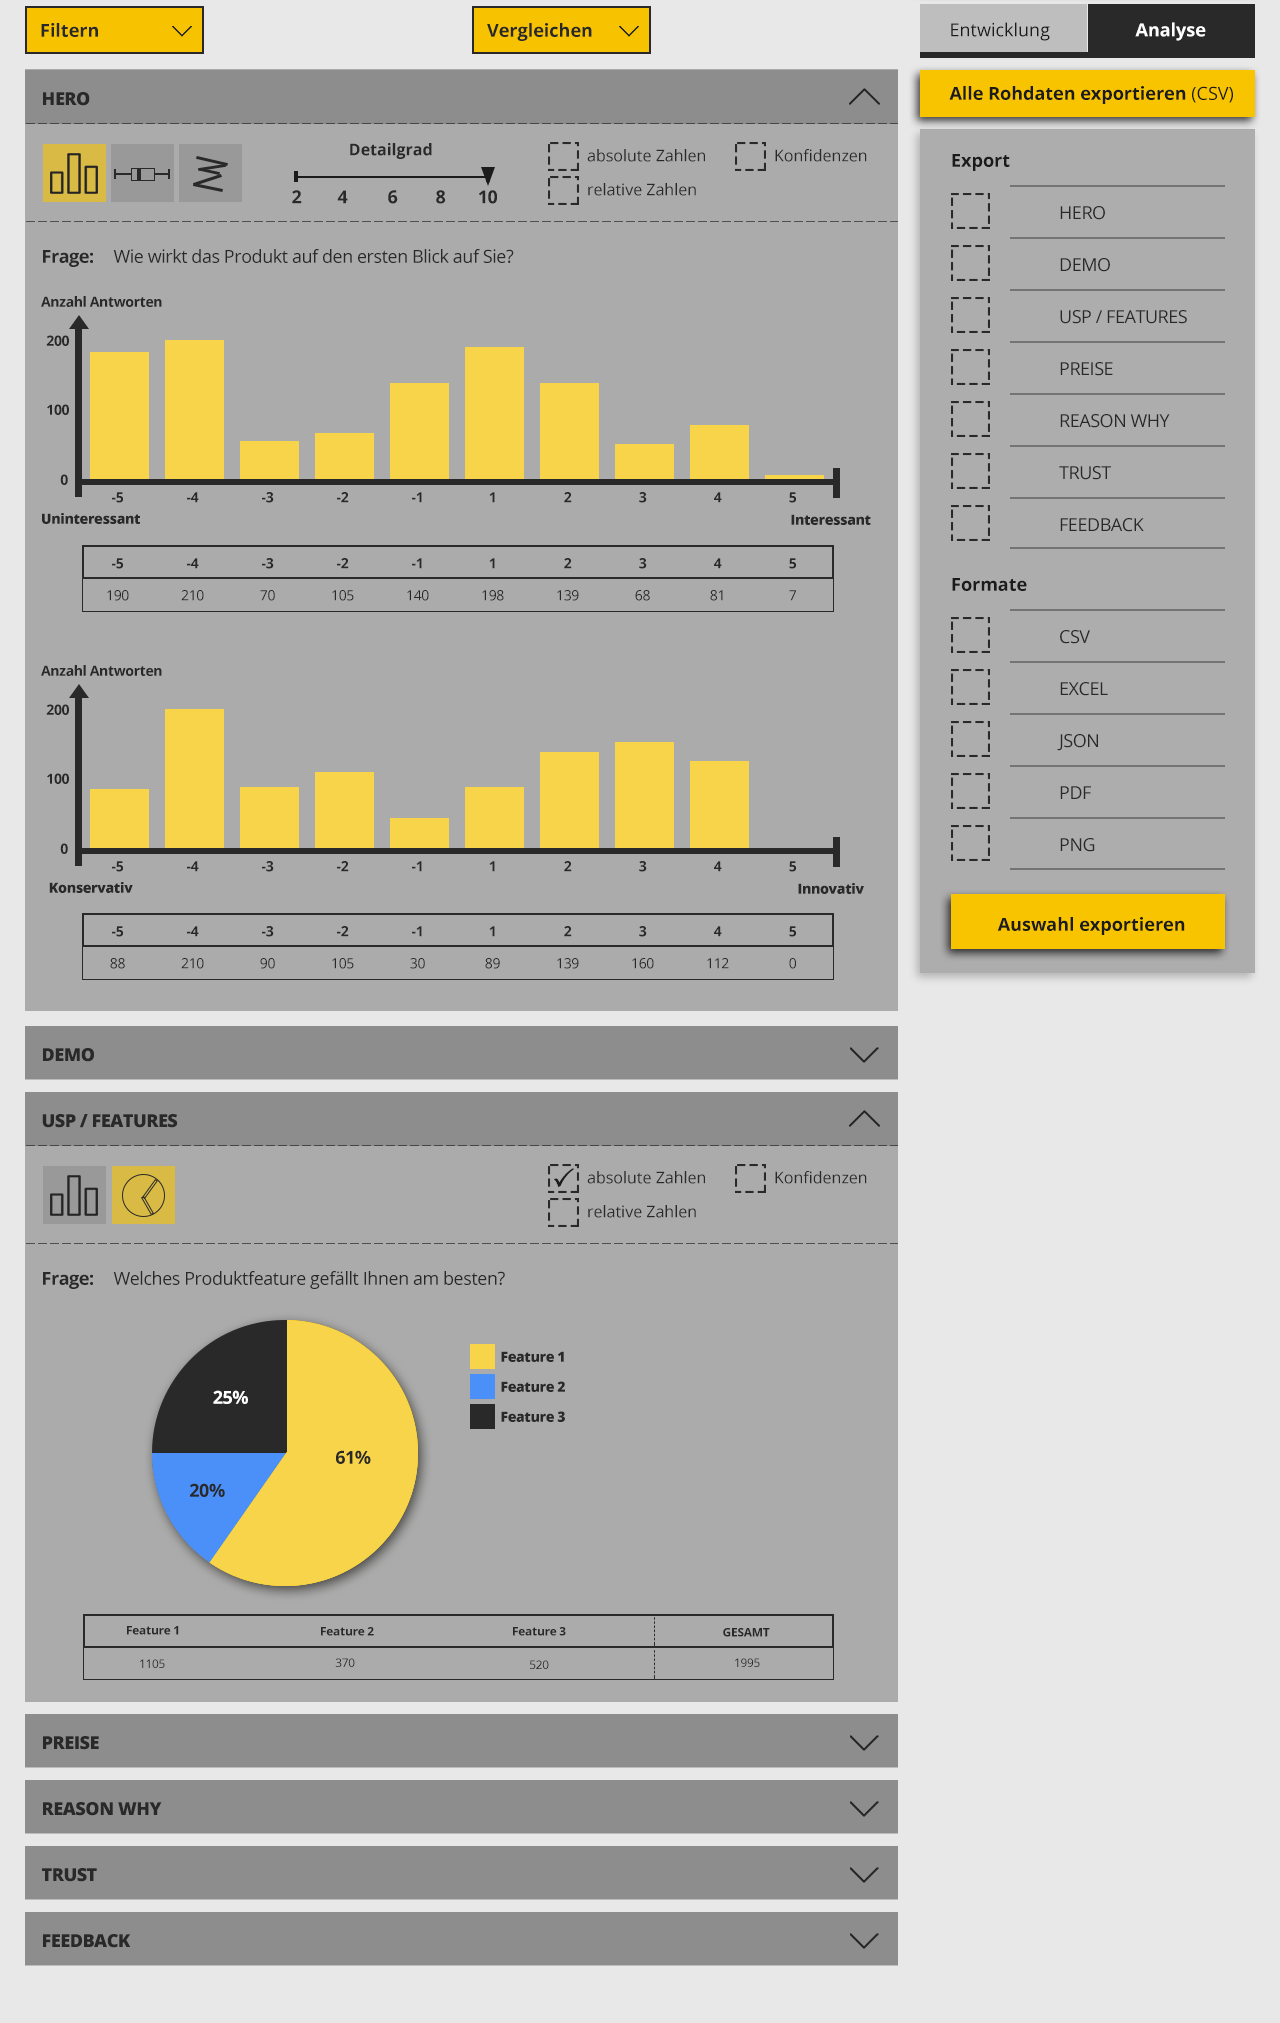 Filtern
Vergleichen
Entwicklung
Analyse
Alle Rohdaten exportieren (CSV)
HERO
Detailgrad
2 4 6 8 10
absolute Zahlen
Konfidenzen
relative Zahlen
Frage: Wie wirkt das Produkt auf den ersten Blick auf Sie?
Anzahl Antworten
200
100
0
-5 -4 -3 -2 -1 1 2 3 4 5
Uninteressant
Interessant
-5 -4 -3 -2 -1 1 2 3 4 5
190 210 70 105 140 198 139 68 81 7
Anzahl Antworten
200
100
0
-5 -4 -3 -2 -1 1 2 3 4 5
Konservativ
Innovativ
-5 -4 -3 -2 -1 1 2 3 4 5
88 210 90 105 30 89 139 160 112 0
DEMO
USP / FEATURES
absolute Zahlen
Konfidenzen
relative Zahlen
Frage: Welches Produktfeature gefällt Ihnen am besten?
25%
61%
20%
Feature 1
Feature 2
Feature 3
Feature 1 Feature 2 Feature 3 GESAMT
1105 370 520 1995
PREISE
REASON WHY
TRUST
FEEDBACK
Export
HERO
DEMO
USP / FEATURES
PREISE
REASON WHY
TRUST
FEEDBACK
Formate
CSV
EXCEL
JSON
PDF
PNG
Auswahl exportieren